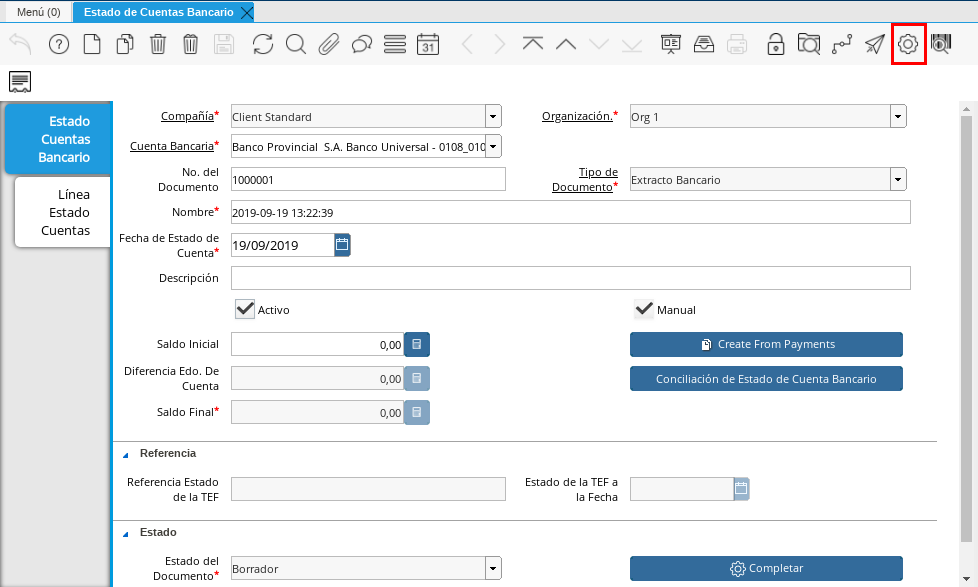 Menú (0)
Estado de Cuentas Bancario
31
Estado
Cuentas
Bancario
Línea
Estado
Cuentas
Compañía*
Client Standard
Organización.*
Org 1
Cuenta Bancaria*
Banco Provincial S.A. Banco Universal - 0108_010
No. del
Documento
1000001
Tipo de
Documento*
Extracto Bancario
Nombre*
2019-09-19 13:22:39
Fecha de Estado de
Cuenta*
19/09/2019
Descripción
Activo
Manual
Saldo Inicial
0,00
Create From Payments
Diferencia Edo. De
Cuenta
0,00
Conciliación de Estado de Cuenta Bancario
Saldo Final*
0,00
Referencia
Referencia Estado
de la TEF
Estado de la TEF a
la Fecha
Estado
Estado del
Documento*
Borrador
Completar